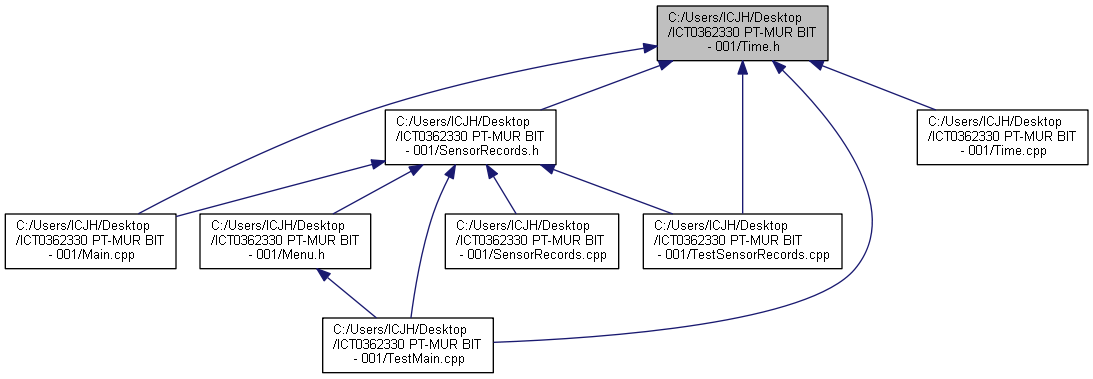 C:/Users/ICJH/Desktop
/ICT0362330 PT-MUR BIT
- 001/Time.h
C:/Users/ICJH/Desktop
/ICT0362330 PT-MUR BIT
- 001/SensorRecords.h
C:/Users/ICJH/Desktop
/ICT0362330 PT-MUR BIT
- 001/Time.cpp
C:/Users/ICJH/Desktop
/ICT0362330 PT-MUR BIT
- 001/Main.cpp
C:/Users/ICJH/Desktop
/ICT0362330 PT-MUR BIT
- 001/Menu.h
C:/Users/ICJH/Desktop
/ICT0362330 PT-MUR BIT
- 001/SensorRecords.cpp
C:/Users/ICJH/Desktop
/ICT0362330 PT-MUR BIT
- 001/TestSensorRecords.cpp
C:/Users/ICJH/Desktop
/ICT0362330 PT-MUR BIT
- 001/TestMain.cpp